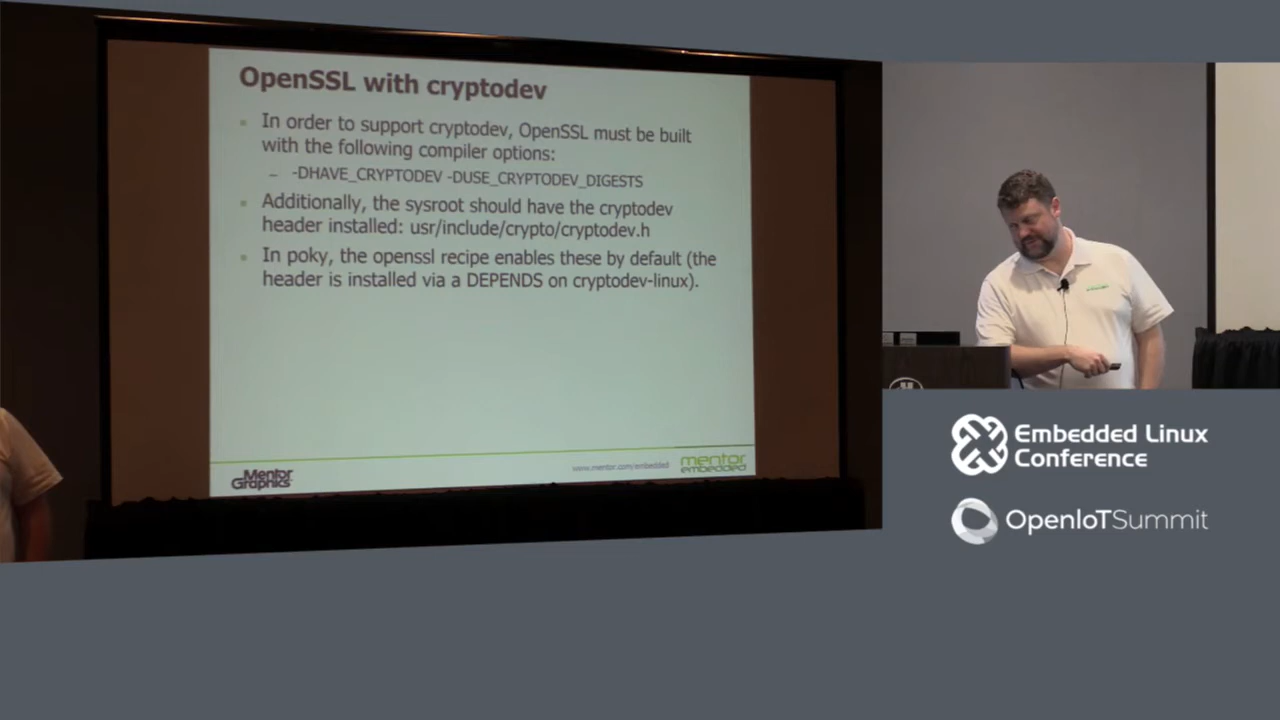 OpenSSL with cryptodev
In order to support cryptodev, OpenSSL must be built
with the following compiler options:
– -DHAVE_CRYPTODEV -DUSE_CRYPTODEV_DIGESTS
Additionally, the sysroot should have the cryptodev
header installed: usr/include/crypto/cryptodev.h
In poky, the openssl recipe enables these by default (the
header is installed via a DEPENDS on cryptodev-linux).
Mentor
Graphics
www.mentor.com/embedded
mentor
embedded
Embedded Linux
Conference
OpenIoTSummit